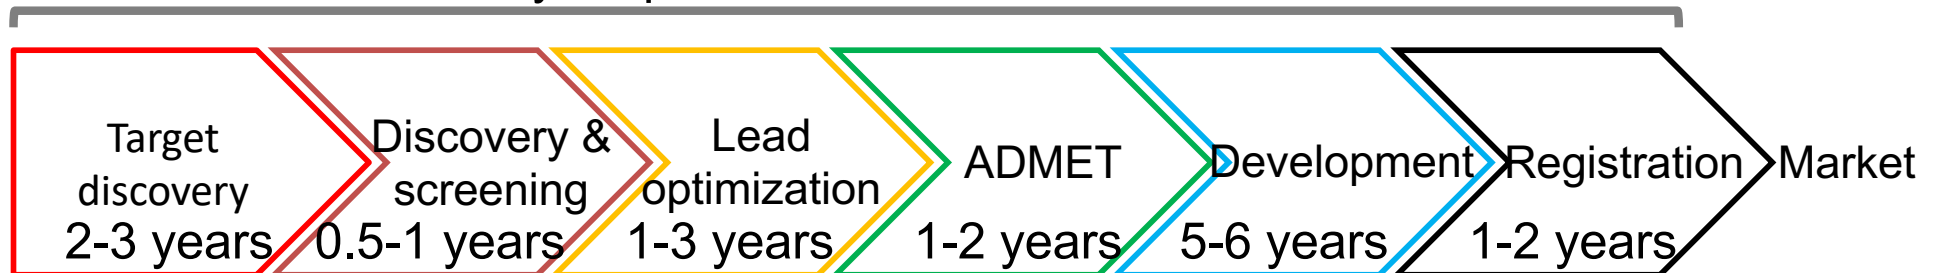 Target
discovery
2-3 years
Discovery &
screening
0.5-1 years
Lead
optimization
1-3 years
ADMET
1-2 years
Development
5-6 years
Registration
1-2 years
Market